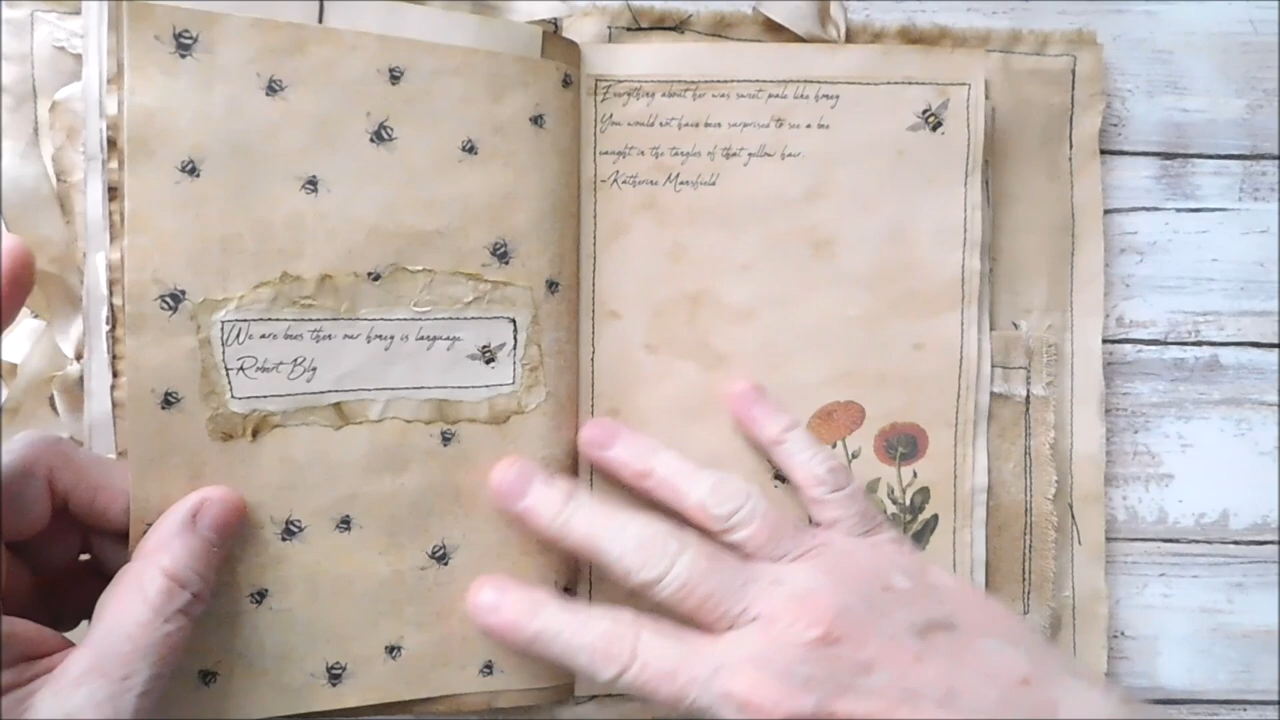 We are bees then: our honey is language.
-Robert Bly
Everything about her was sweet pale like honey
You would not have been surprised to see a bee
caught in the tangles of that yellow hair.
-Katherine Mansfield